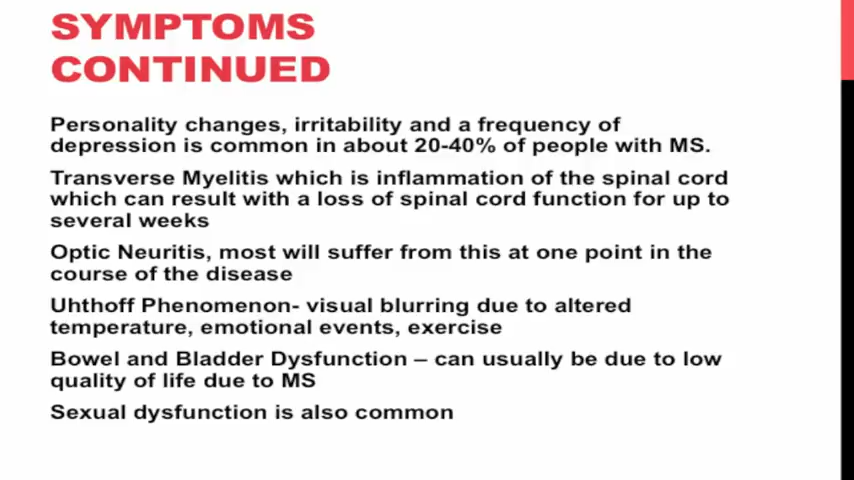 SYMPTOMS
CONTINUED
Personality changes, irritability and a frequency of
depression is common in about 20-40% of people with MS.
Transverse Myelitis which is inflammation of the spinal cord
which can result with a loss of spinal cord function for up to
several weeks
Optic Neuritis, most will suffer from this at one point in the
course of the disease
Uhthoff Phenomenon- visual blurring due to altered
temperature, emotional events, exercise
Bowel and Bladder Dysfunction – can usually be due to low
quality of life due to MS
Sexual dysfunction is also common